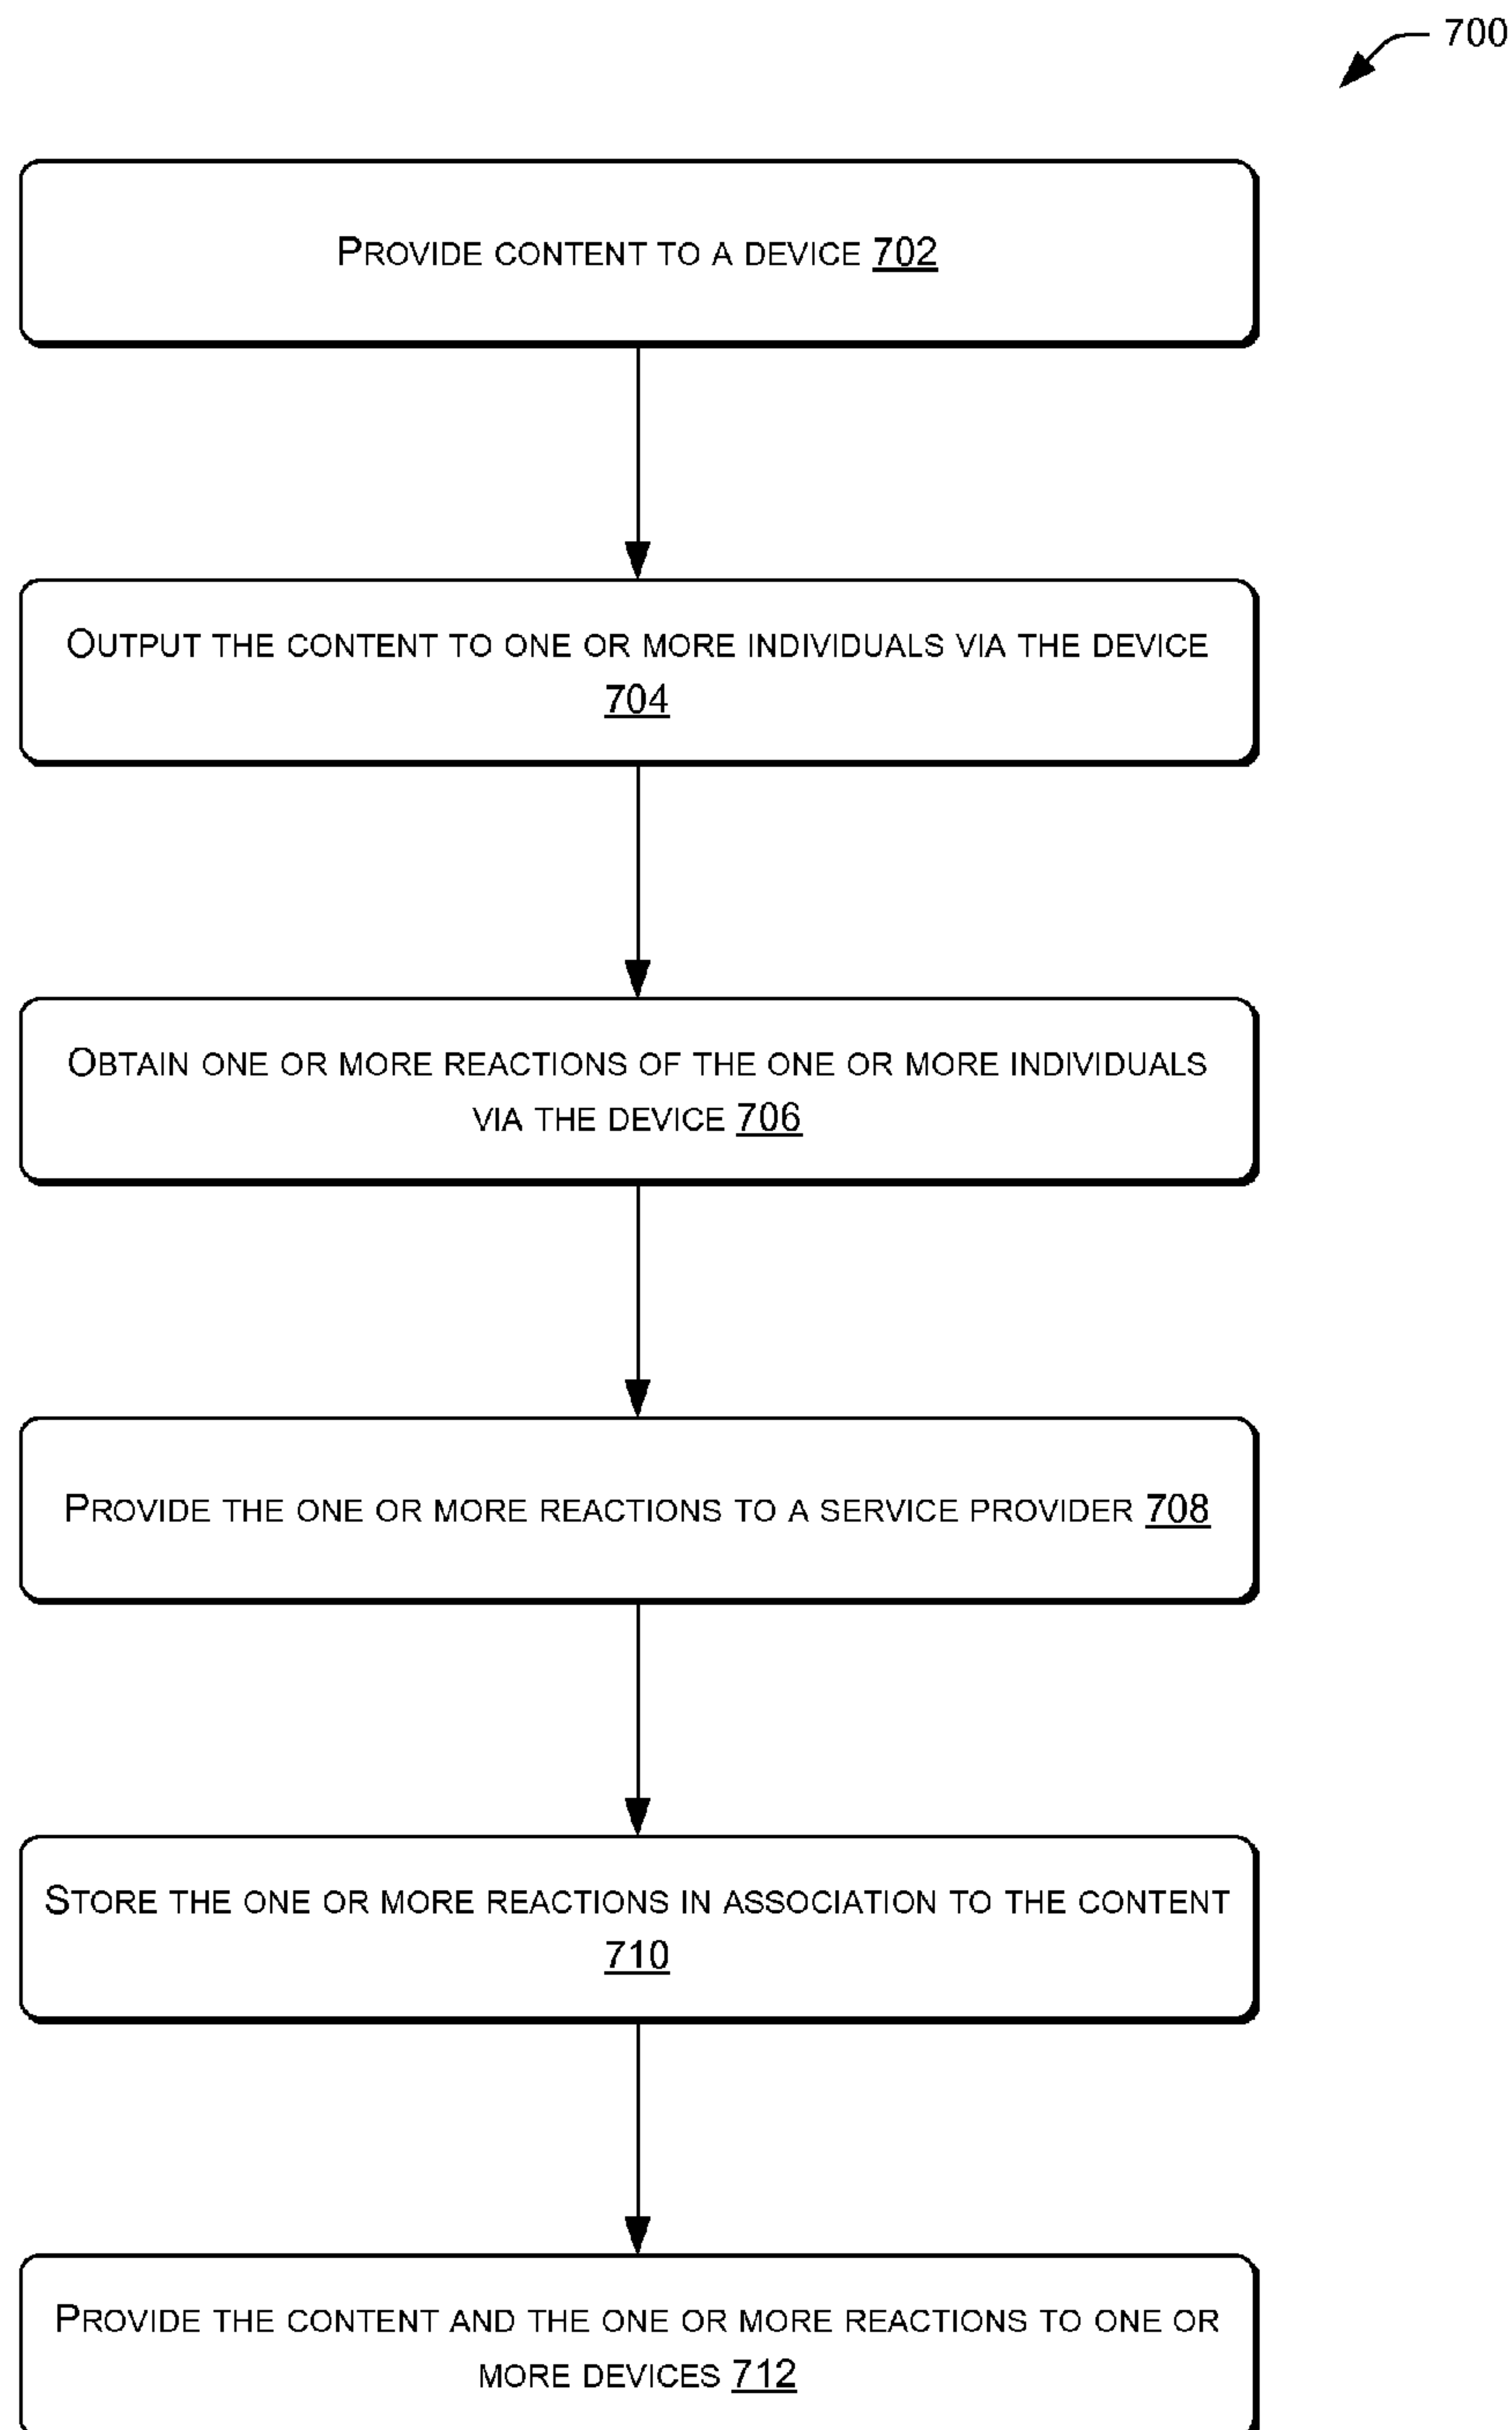 700
PROVIDE CONTENT TO A DEVICE 702
OUTPUT THE CONTENT TO ONE OR MORE INDIVIDUALS VIA THE DEVICE
704
OBTAIN ONE OR MORE REACTIONS OF THE ONE OR MORE INDIVIDUALS
VIA THE DEVICE 706
PROVIDE THE ONE OR MORE REACTIONS TO A SERVICE PROVIDER 708
STORE THE ONE OR MORE REACTIONS IN ASSOCIATION TO THE CONTENT
710
PROVIDE THE CONTENT AND THE ONE OR MORE REACTIONS TO ONE OR
MORE DEVICES 712